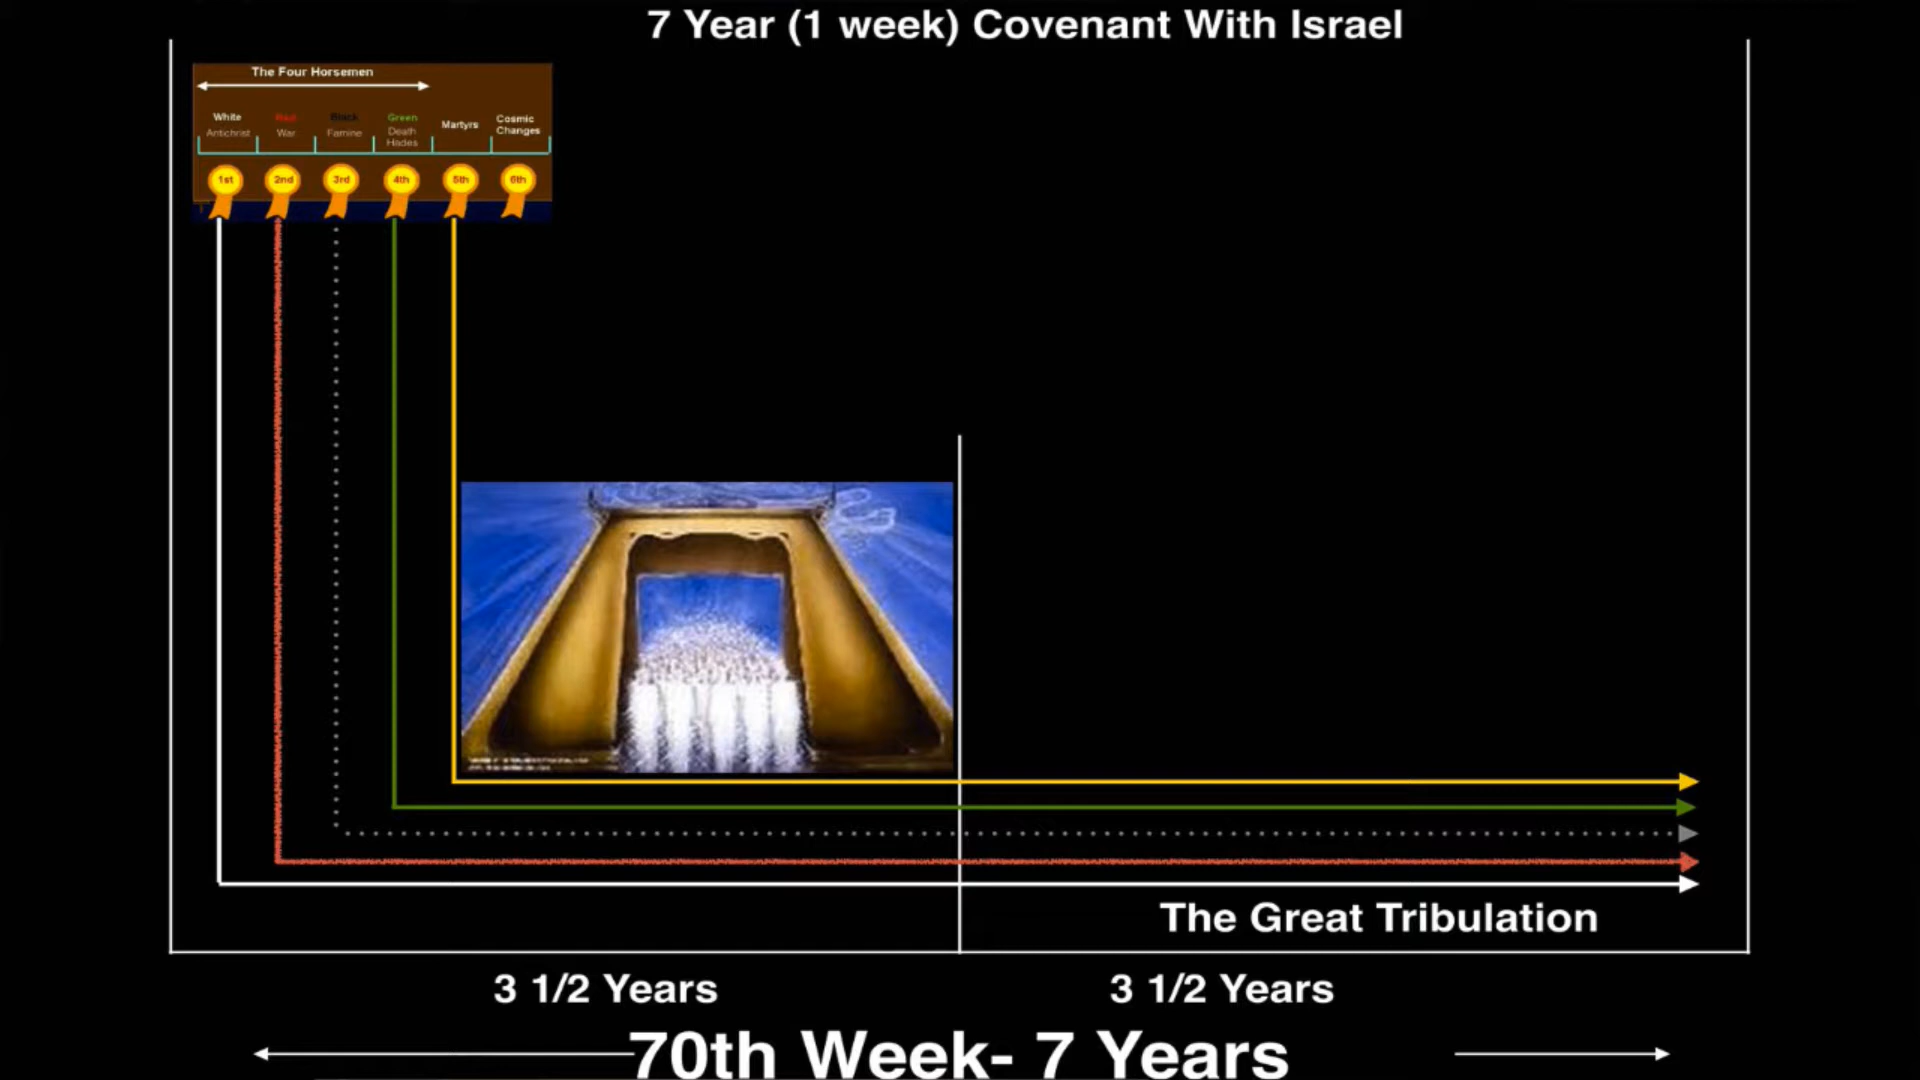 7 Year (1 week) Covenant With Israel
The Four Horsemen
White Red Black Green Martyrs Cosmic Changes
Antichrist War Famine Death Hades
1st 2nd 3rd 4th 5th 6th
The Great Tribulation
3 1/2 Years 3 1/2 Years
70th Week- 7 Years